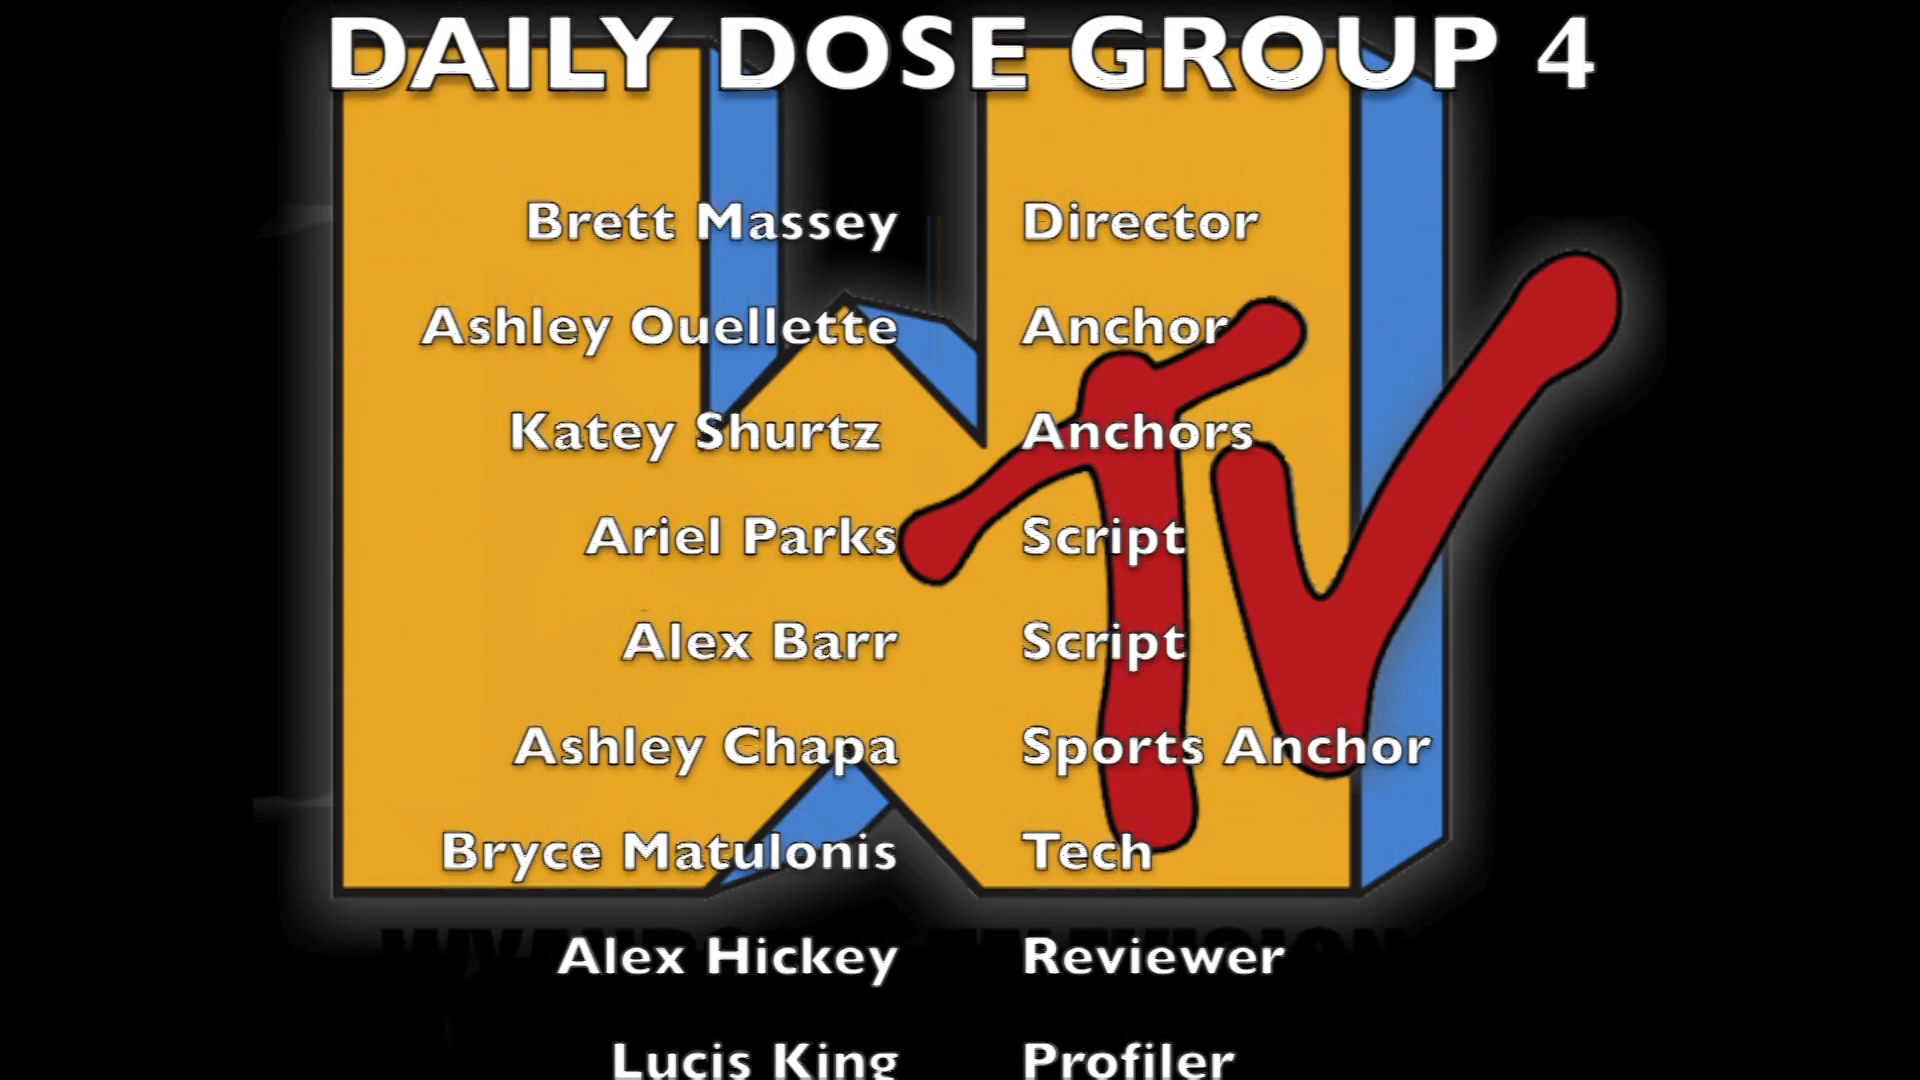 DAILY DOSE GROUP 4
Brett Massey Director
Ashley Ouellette Anchor
Katey Shurtz Anchors
Ariel Parks Script
Alex Barr Script
Ashley Chapa Sports Anchor
Bryce Matulonis Tech
Alex Hickey Reviewer
Lucis King Profiler
W TV